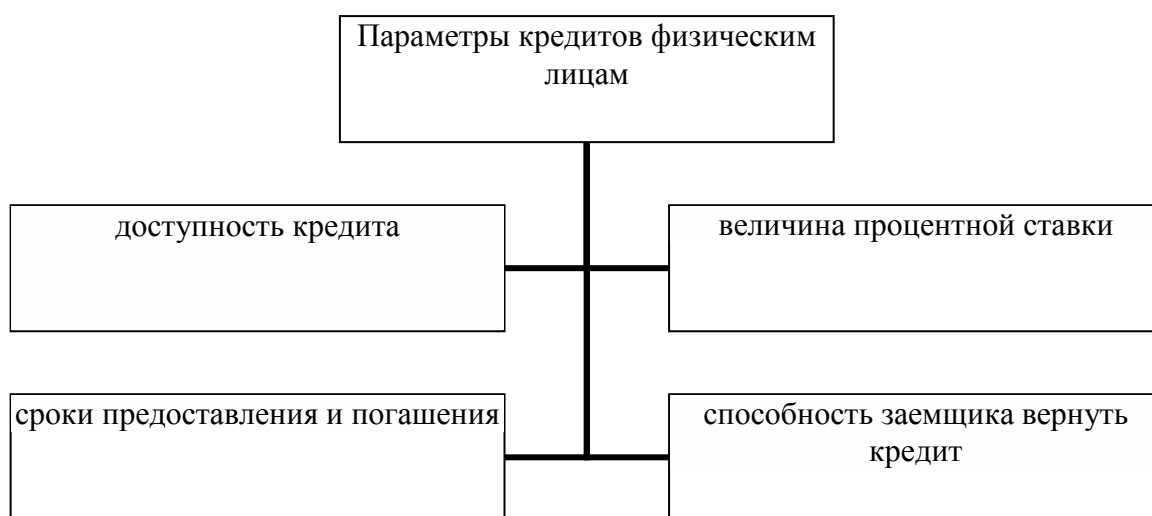 Параметры кредитов физическим
лицам
доступность кредита
величина процентной ставки
сроки предоставления и погашения
способность заемщика вернуть
кредит